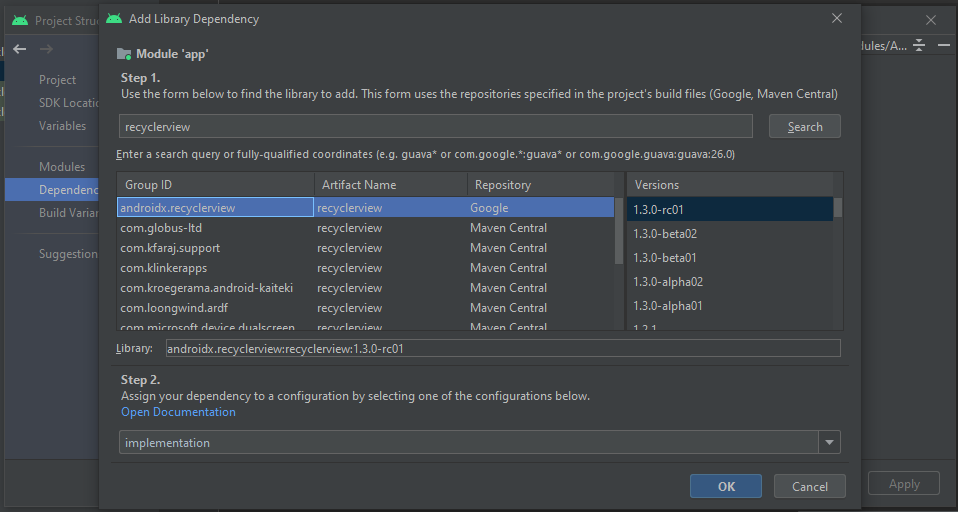 Project Stru
Add Library Dependency
Module 'app'
dules/A...
Step 1.
Use the form below to find the library to add. This form uses the repositories specified in the project's build files (Google, Maven Central)
Project
SDK Locatio
Variables
Modules
Dependenc
Build Varian
Suggestion
recyclerview
Search
Enter a search query or fully-qualified coordinates (e.g. guava* or com.google.*:guava* or com.google.guava:guava:26.0)
Group ID Artifact Name Repository Versions
androidx.recyclerview recyclerview Google
com.globus-ltd recyclerview Maven Central
com.kfaraj.support recyclerview Maven Central
com.klinkerapps recyclerview Maven Central
com.kroegerama.android-kaiteki recyclerview Maven Central
com.loongwind.ardf recyclerview Maven Central
com.microsoft.device.dualscreen recyclerview Maven Central
1.3.0-rc01
1.3.0-beta02
1.3.0-beta01
1.3.0-alpha02
1.3.0-alpha01
1.2.1
Library: androidx.recyclerview:recyclerview:1.3.0-rc01
Step 2.
Assign your dependency to a configuration by selecting one of the configurations below.
Open Documentation
implementation
OK
Cancel
Apply